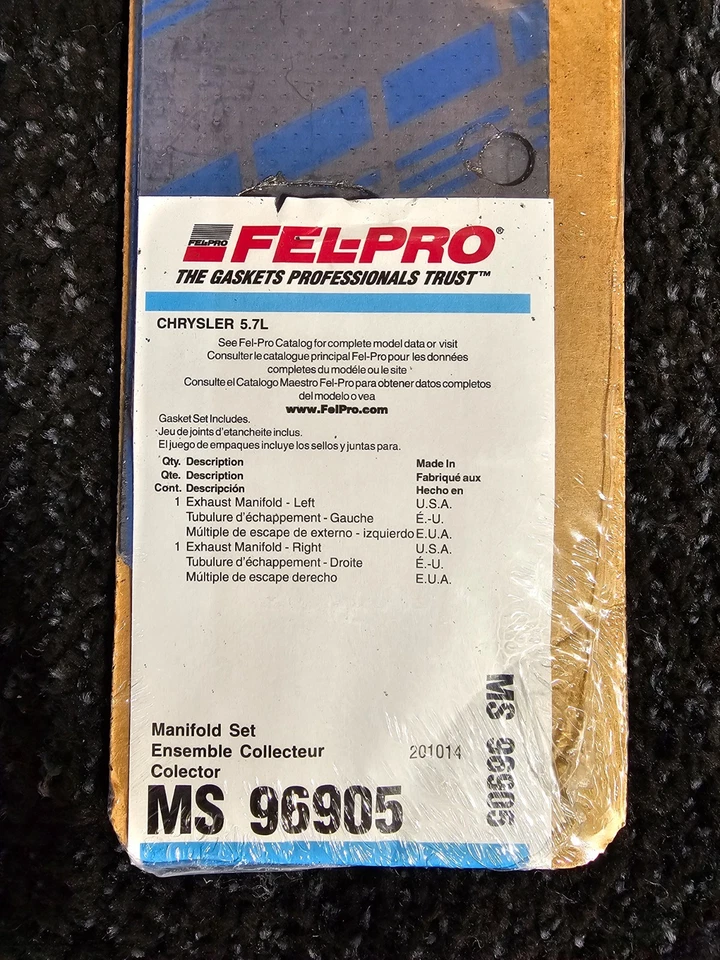 FEL-PRO
FEL-PRO®
THE GASKETS PROFESSIONALS TRUST™
CHRYSLER 5.7L
See Fel-Pro Catalog for complete model data or visit
Consulter le catalogue principal Fel-Pro pour les données
completes du modéle ou le site
Consulte el Catalogo Maestro Fel-Pro para obtener datos completos
del modelo o vea
www.FelPro.com
Gasket Set Includes.
Jeu de joints d'etancheite inclus.
El juego de empaques incluye los sellos y juntas para.
Qty. Description Made In
Qte. Description Fabriqué aux
Cont. Descripción Hecho en
1 Exhaust Manifold - Left U.S.A.
Tubulure d'échappement - Gauche É.-U.
Múltiple de escape de externo - izquierdo E.U.A.
1 Exhaust Manifold - Right U.S.A.
Tubulure d'échappement - Droite É.-U.
Múltiple de escape derecho E.U.A.
Manifold Set
Ensemble Collecteur 201014
Colector
MS 96905
MS 96905